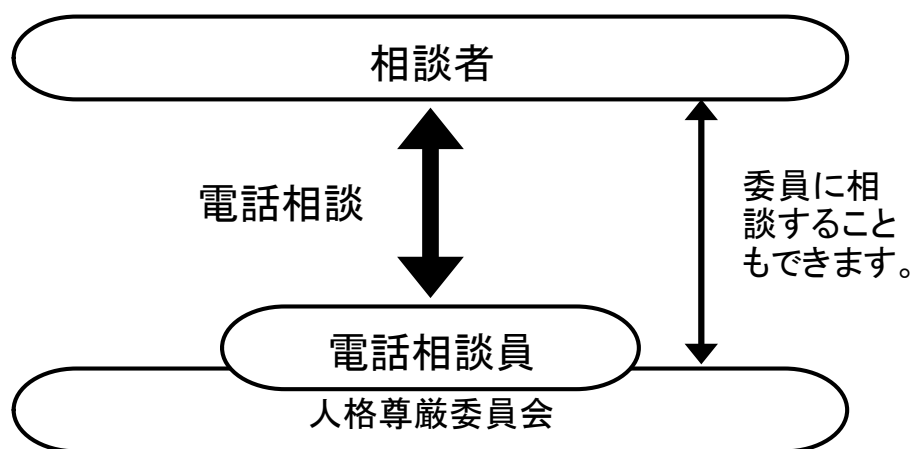 相談者
電話相談
委員に相
談すること
もできます。
電話相談員
人格尊厳委員会